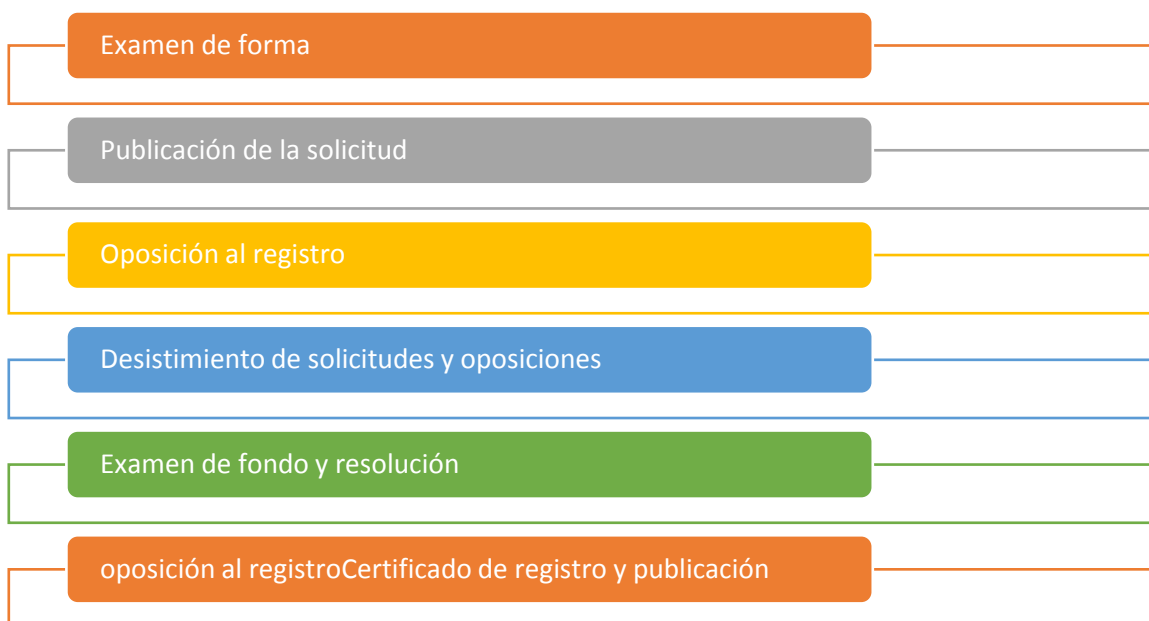 Examen de forma
Publicación de la solicitud
Oposición al registro
Desistimiento de solicitudes y oposiciones
Examen de fondo y resolución
oposición al registroCertificado de registro y publicación